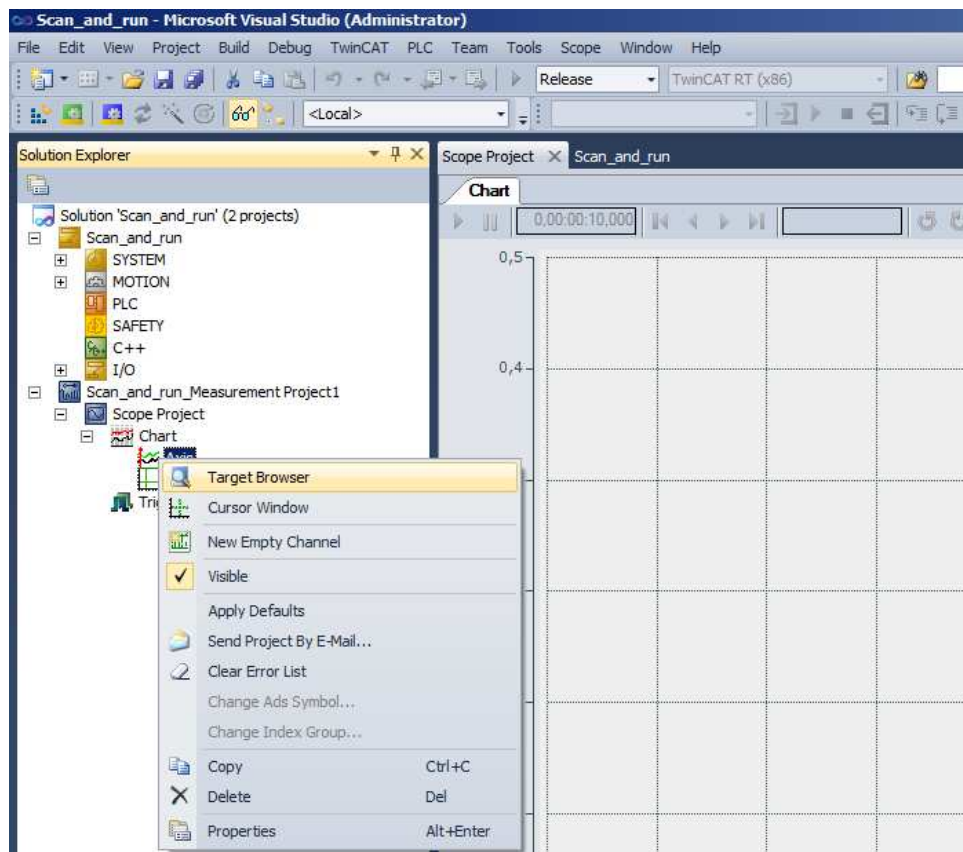 Scan_and_run - Microsoft Visual Studio (Administrator)
File Edit View Project Build Debug TwinCAT PLC Team Tools Scope Window Help
Release TwinCAT RT (x86)
<Local>
Solution Explorer
Scope Project Scan_and_run
Chart
0,00:00:10,000
Solution 'Scan_and_run' (2 projects)
Scan_and_run
SYSTEM
MOTION
PLC
SAFETY
C++
I/O
Scan_and_run_Measurement Project1
Scope Project
Chart
Axis
Target Browser
Cursor Window
New Empty Channel
Visible
Apply Defaults
Send Project By E-Mail...
Clear Error List
Change Ads Symbol...
Change Index Group...
Copy Ctrl+C
Delete Del
Properties Alt+Enter
0,5
0,4